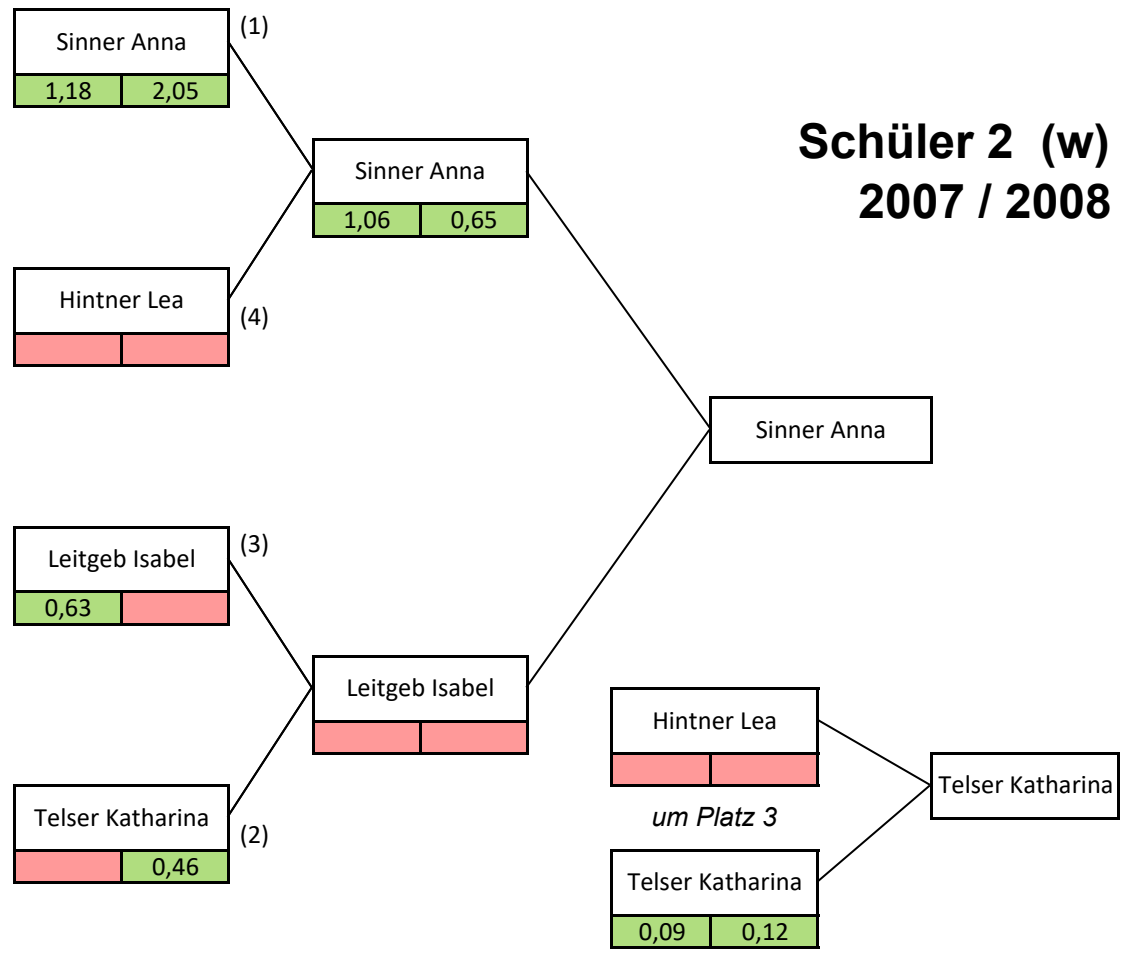 Sinner Anna
(1)
1,18 2,05
Schüler 2 (w)
2007 / 2008
Sinner Anna
1,06 0,65
Hintner Lea
(4)
Sinner Anna
Leitgeb Isabel
(3)
0,63
Leitgeb Isabel
Hintner Lea
um Platz 3
Telser Katharina
Telser Katharina
(2)
0,46
Telser Katharina
0,09 0,12